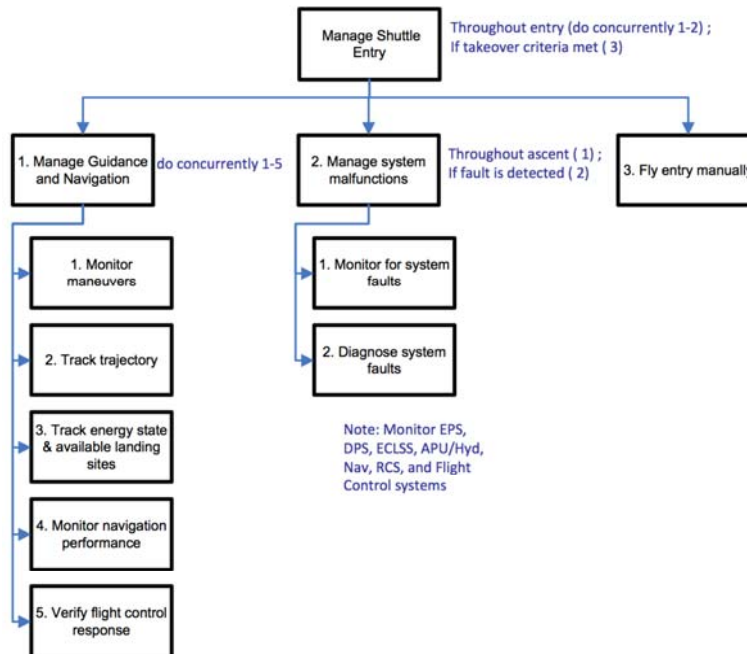 Manage Shuttle
Entry
Throughout entry (do concurrently 1-2) ;
If takeover criteria met ( 3)
1. Manage Guidance
and Navigation
do concurrently 1-5
2. Manage system
malfunctions
Throughout ascent ( 1) ;
If fault is detected ( 2)
3. Fly entry manually
1. Monitor
maneuvers
2. Track trajectory
3. Track energy state
& available landing
sites
4. Monitor navigation
performance
5. Verify flight control
response
1. Monitor for system
faults
2. Diagnose system
faults
Note: Monitor EPS,
DPS, ECLSS, APU/Hyd,
Nav, RCS, and Flight
Control systems